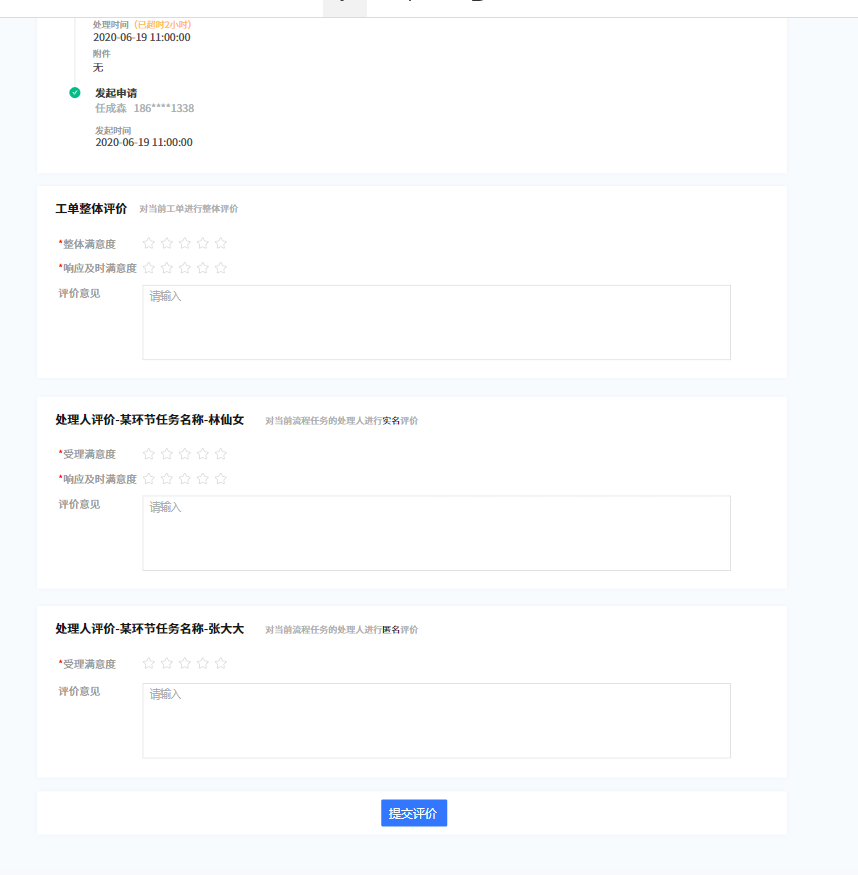 处理时间（已超时2小时）
2020-06-19 11:00:00
附件
无
发起申请
任成森 186****1338
发起时间
2020-06-19 11:00:00
工单整体评价 对当前工单进行整体评价
*整体满意度
*响应及时满意度
评价意见 请输入
处理人评价-某环节任务名称-林仙女 对当前流程任务的处理人进行实名评价
*受理满意度
*响应及时满意度
评价意见 请输入
处理人评价-某环节任务名称-张大大 对当前流程任务的处理人进行匿名评价
*受理满意度
评价意见 请输入
提交评价